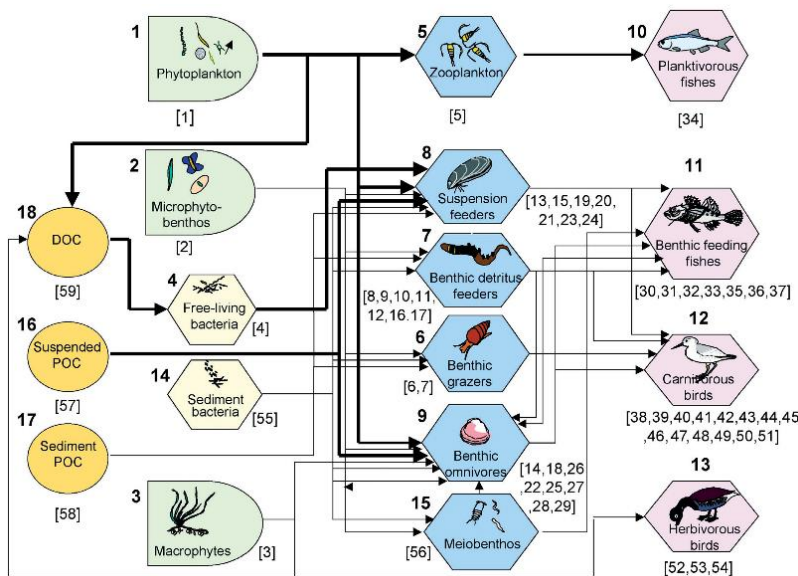 1
Phytoplankton
[1]
5
Zooplankton
[5]
10
Planktivorous
fishes
[34]
2
Microphyto-
benthos
[2]
8
Suspension
feeders
[13,15,19,20,
21,23,24]
11
Benthic feeding
fishes
[30,31,32,33,35,36,37]
18
DOC
[59]
4
Free-living
bacteria
[4]
7
Benthic detritus
feeders
[8,9,10,11,
12,16.17]
16
Suspended
POC
[57]
14
Sediment
bacteria
[55]
6
Benthic
grazers
[6,7]
12
Carnivorous
birds
[38,39,40,41,42,43,44,45
,46,47,48,49,50,51]
17
Sediment
POC
[58]
9
Benthic
omnivores
[14,18,26
,22,25,27
,28,29]
3
Macrophytes
[3]
15
Meiobenthos
[56]
13
Herbivorous
birds
[52,53,54]